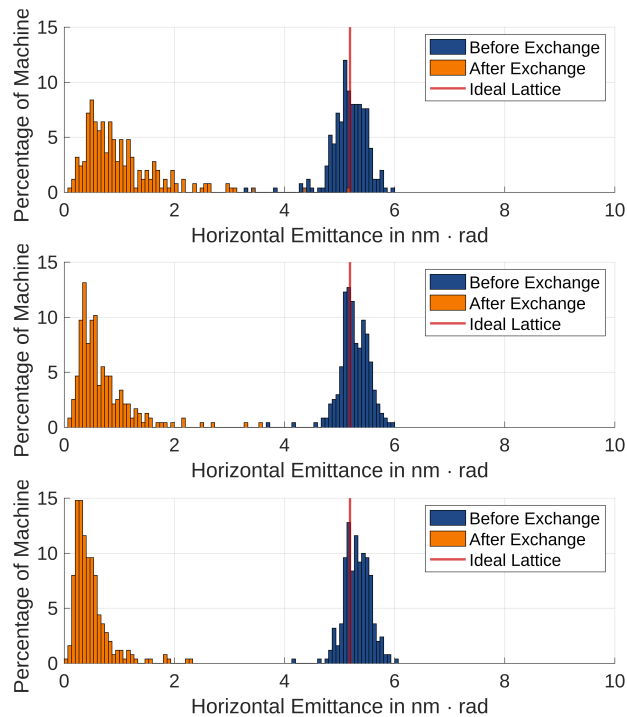 Percentage of Machine
15
10
5
0
Before Exchange
After Exchange
Ideal Lattice
0 2 4 6 8 10
Horizontal Emittance in nm · rad
Percentage of Machine
15
10
5
0
Before Exchange
After Exchange
Ideal Lattice
0 2 4 6 8 10
Horizontal Emittance in nm · rad
Percentage of Machine
15
10
5
0
Before Exchange
After Exchange
Ideal Lattice
0 2 4 6 8 10
Horizontal Emittance in nm · rad